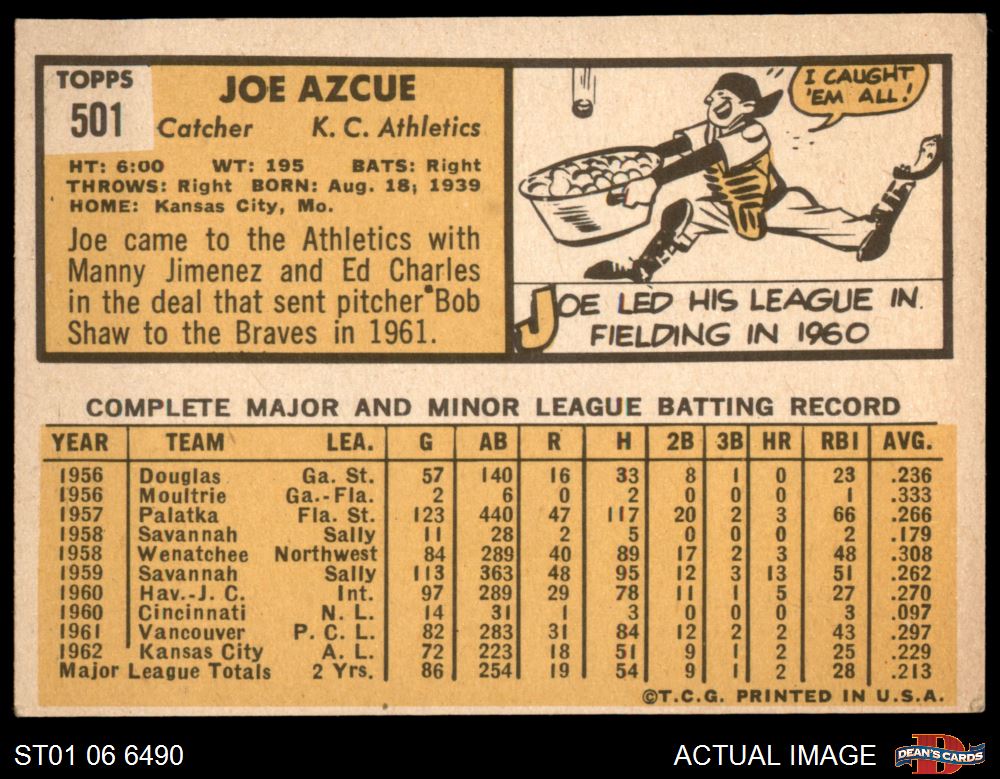 TOPPS
501
JOE AZCUE
Catcher K. C. Athletics
HT: 6:00 WT: 195 BATS: Right
THROWS: Right BORN: Aug. 18, 1939
HOME: Kansas City, Mo.
Joe came to the Athletics with
Manny Jimenez and Ed Charles
in the deal that sent pitcher Bob
Shaw to the Braves in 1961.
I CAUGHT
'EM ALL!
JOE LED HIS LEAGUE IN
FIELDING IN 1960
COMPLETE MAJOR AND MINOR LEAGUE BATTING RECORD
YEAR TEAM LEA. G AB R H 2B 3B HR RBI AVG.
1956 Douglas Ga. St. 57 140 16 33 8 1 0 23 .236
1956 Moultrie Ga.-Fla. 2 6 0 2 0 0 0 1 .333
1957 Palatka Fla. St. 123 440 47 117 20 2 3 66 .266
1958 Savannah Sally 11 28 2 5 0 0 0 2 .179
1958 Wenatchee Northwest 84 289 40 89 17 2 3 48 .308
1959 Savannah Sally 113 363 48 95 12 3 13 51 .262
1960 Hav.-J. C. Int. 97 289 29 78 11 1 5 27 .270
1960 Cincinnati N. L. 14 31 1 3 0 0 0 3 .097
1961 Vancouver P. C. L. 82 283 31 84 12 2 2 43 .297
1962 Kansas City A. L. 72 223 18 51 9 1 2 25 .229
Major League Totals 2 Yrs. 86 254 19 54 9 1 2 28 .213
©T.C.G. PRINTED IN U.S.A.
ST01 06 6490
ACTUAL IMAGE
DEAN'S CARDS